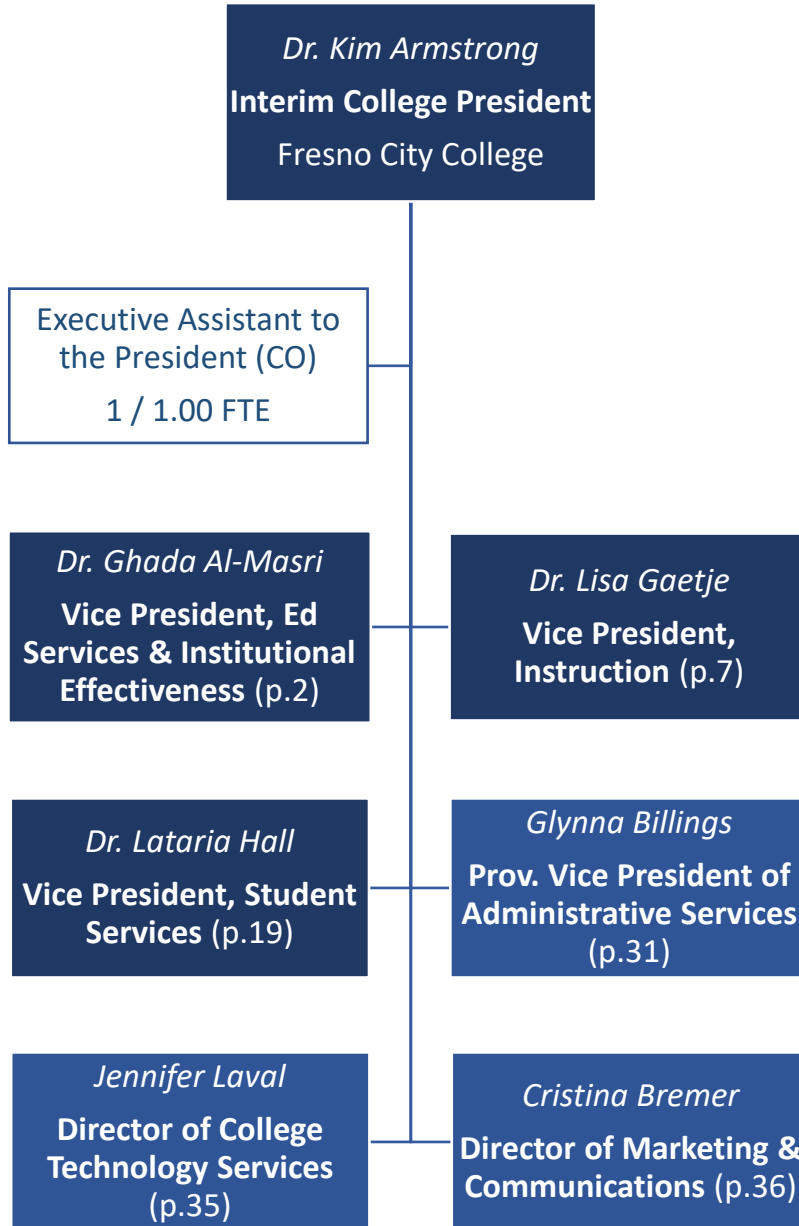 Dr. Kim Armstrong
Interim College President
Fresno City College
Executive Assistant to
the President (CO)
1 / 1.00 FTE
Dr. Ghada Al-Masri
Vice President, Ed
Services & Institutional
Effectiveness (p.2)
Dr. Lisa Gaetje
Vice President,
Instruction (p.7)
Dr. Lataria Hall
Vice President, Student
Services (p.19)
Glynna Billings
Prov. Vice President of
Administrative Services
(p.31)
Jennifer Laval
Director of College
Technology Services
(p.35)
Cristina Bremer
Director of Marketing &
Communications (p.36)